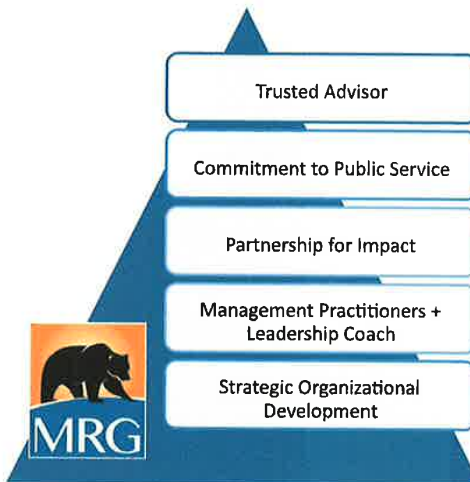 Trusted Advisor
Commitment to Public Service
Partnership for Impact
Management Practitioners +
Leadership Coach
Strategic Organizational
Development
MRG